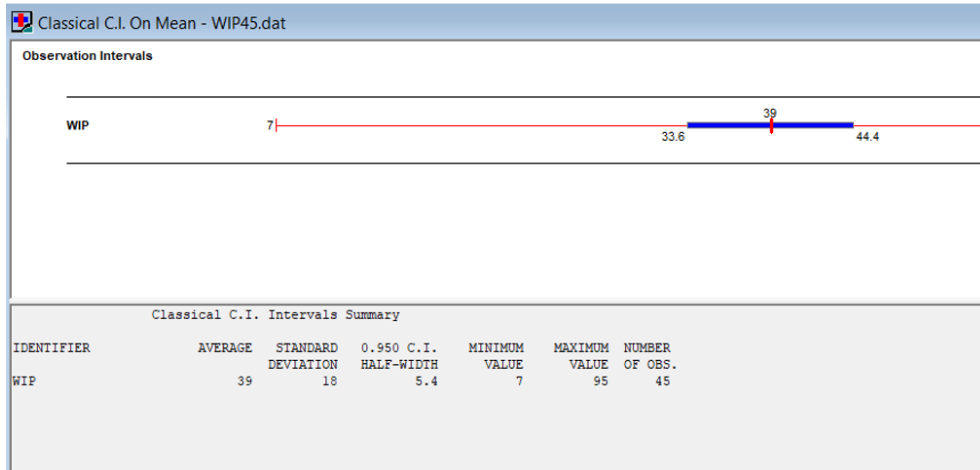 Classical C.I. On Mean - WIP45.dat
Observation Intervals
39
WIP 7
33.6 44.4
Classical C.I. Intervals Summary
IDENTIFIER AVERAGE STANDARD 0.950 C.I. MINIMUM MAXIMUM NUMBER
DEVIATION HALF-WIDTH VALUE VALUE OF OBS.
WIP 39 18 5.4 7 95 45